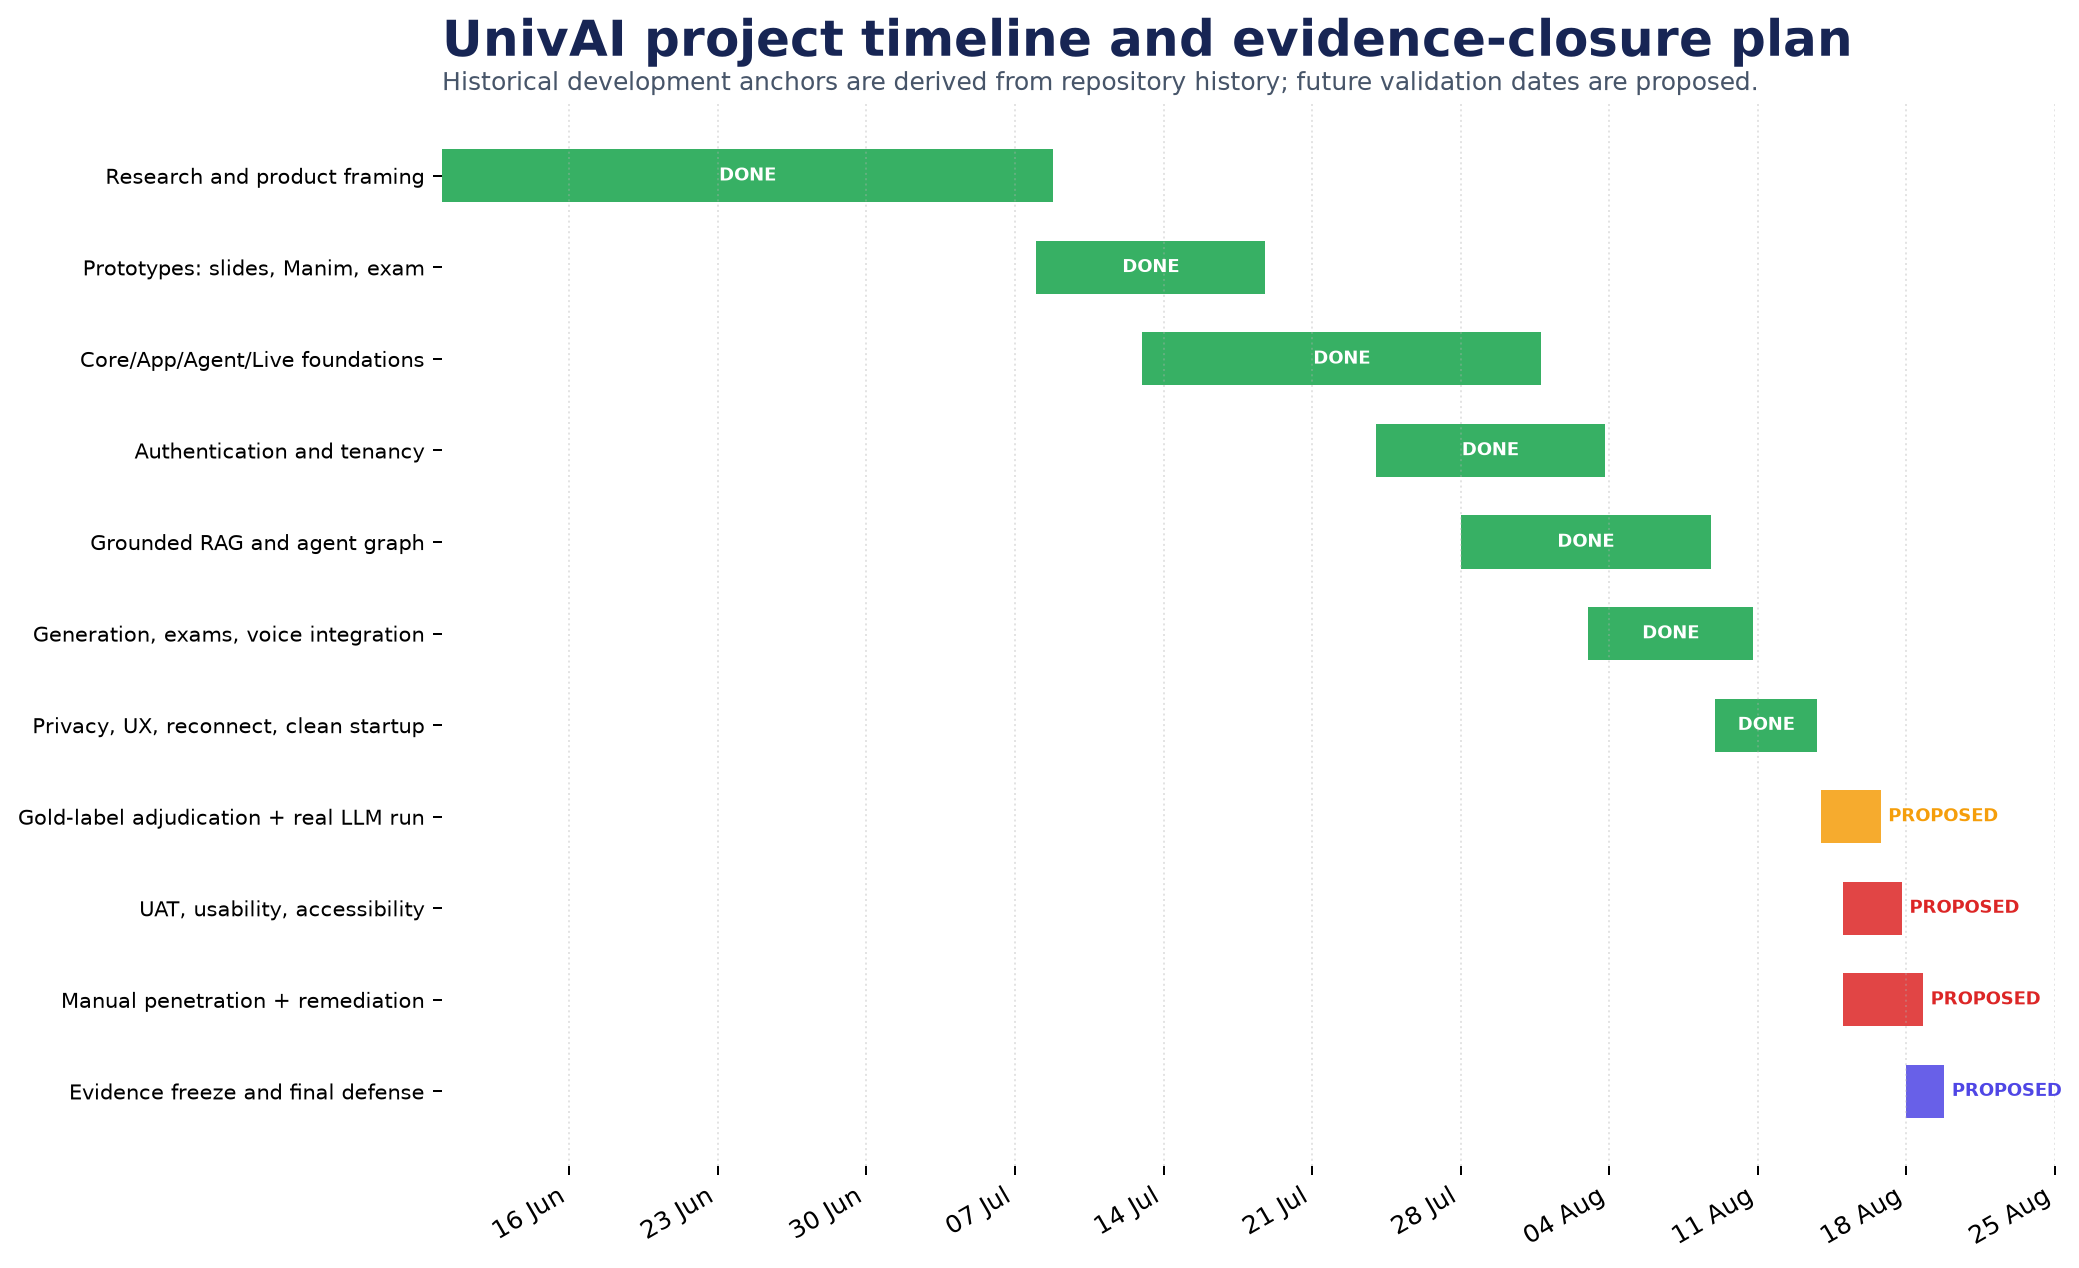 UnivAI project timeline and evidence-closure plan
Historical development anchors are derived from repository history; future validation dates are proposed.
Research and product framing
DONE
Prototypes: slides, Manim, exam
DONE
Core/App/Agent/Live foundations
DONE
Authentication and tenancy
DONE
Grounded RAG and agent graph
DONE
Generation, exams, voice integration
DONE
Privacy, UX, reconnect, clean startup
DONE
Gold-label adjudication + real LLM run
PROPOSED
UAT, usability, accessibility
PROPOSED
Manual penetration + remediation
PROPOSED
Evidence freeze and final defense
PROPOSED
16 Jun
23 Jun
30 Jun
07 Jul
14 Jul
21 Jul
28 Jul
04 Aug
11 Aug
18 Aug
25 Aug